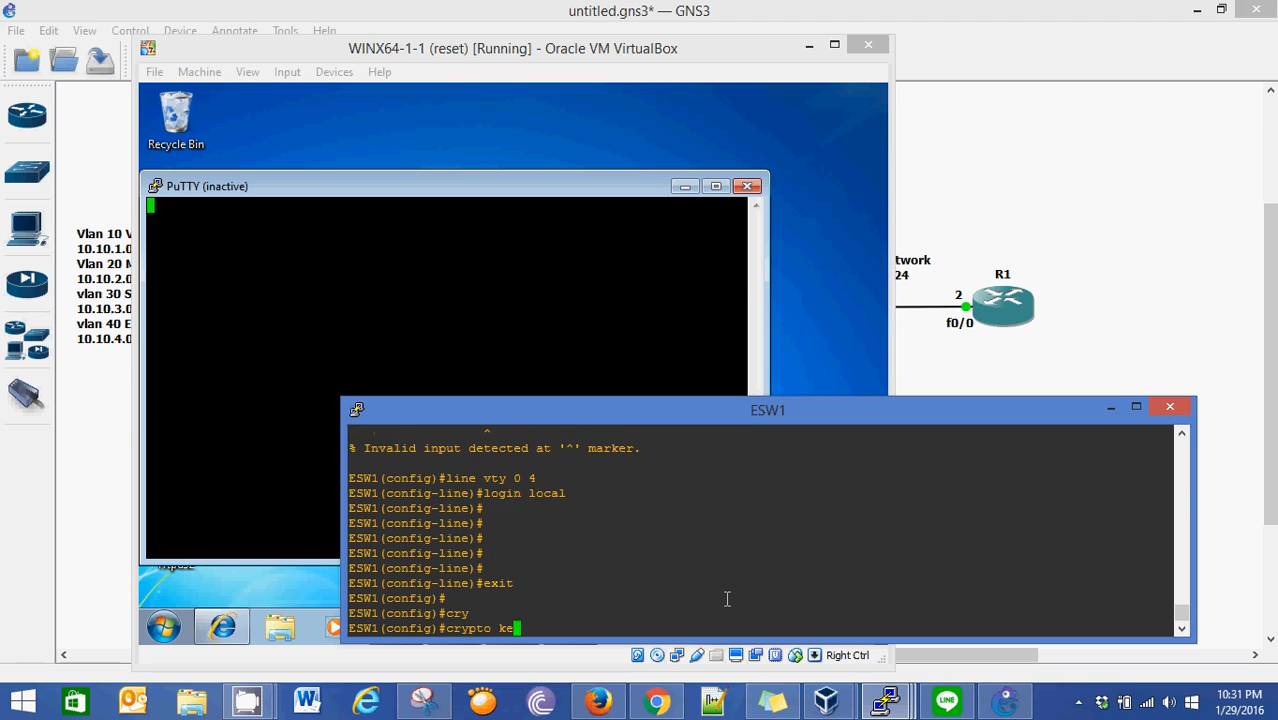 untitled.gns3* — GNS3
File Edit View Control Device Annotate Tools Help
WINX64-1-1 (reset) [Running] - Oracle VM VirtualBox
File Machine View Input Devices Help
Recycle Bin
PuTTY (inactive)
Vlan 10 V
10.10.1.0
Vlan 20 M
10.10.2.0
vlan 30 S
10.10.3.0
vlan 40 E
10.10.4.0
twork
24
R1
2
f0/0
ESW1
^
% Invalid input detected at '^' marker.
ESW1(config)#line vty 0 4
ESW1(config-line)#login local
ESW1(config-line)#
ESW1(config-line)#
ESW1(config-line)#
ESW1(config-line)#
ESW1(config-line)#
ESW1(config-line)#exit
ESW1(config)#
ESW1(config)#cry
ESW1(config)#crypto ke
Right Ctrl
10:31 PM
1/29/2016